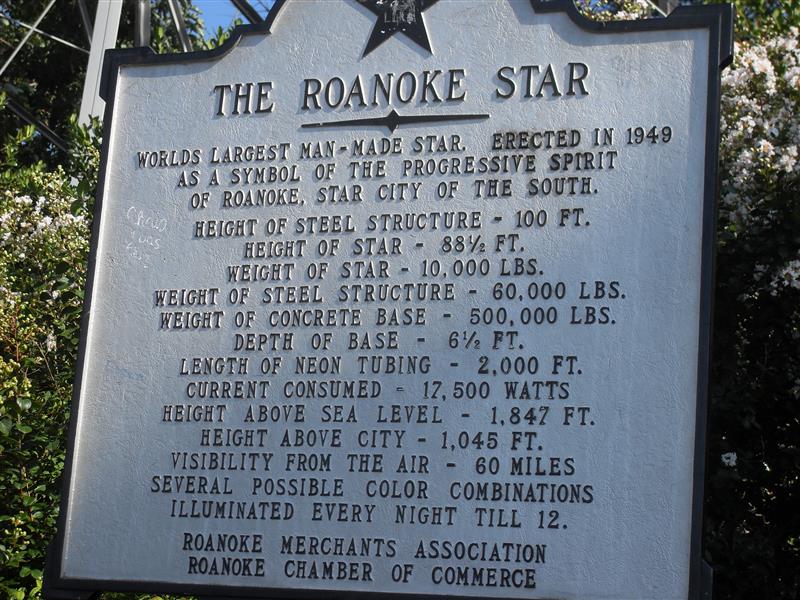 THE ROANOKE STAR
WORLDS LARGEST MAN-MADE STAR. ERECTED IN 1949
AS A SYMBOL OF THE PROGRESSIVE SPIRIT
OF ROANOKE, STAR CITY OF THE SOUTH.
HEIGHT OF STEEL STRUCTURE - 100 FT.
HEIGHT OF STAR - 88½ FT.
WEIGHT OF STAR - 10,000 LBS.
WEIGHT OF STEEL STRUCTURE - 60,000 LBS.
WEIGHT OF CONCRETE BASE - 500,000 LBS.
DEPTH OF BASE - 6½ FT.
LENGTH OF NEON TUBING - 2,000 FT.
CURRENT CONSUMED - 17,500 WATTS
HEIGHT ABOVE SEA LEVEL - 1,847 FT.
HEIGHT ABOVE CITY - 1,045 FT.
VISIBILITY FROM THE AIR - 60 MILES
SEVERAL POSSIBLE COLOR COMBINATIONS
ILLUMINATED EVERY NIGHT TILL 12.
ROANOKE MERCHANTS ASSOCIATION
ROANOKE CHAMBER OF COMMERCE